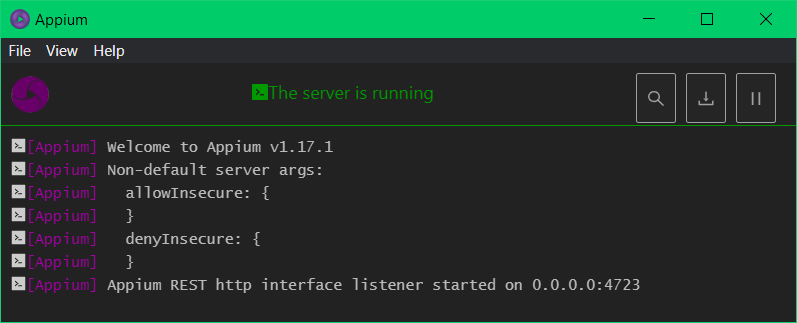 Appium
File View Help
The server is running
[Appium] Welcome to Appium v1.17.1
[Appium] Non-default server args:
[Appium]   allowInsecure: {
[Appium]   }
[Appium]   denyInsecure: {
[Appium]   }
[Appium] Appium REST http interface listener started on 0.0.0.0:4723